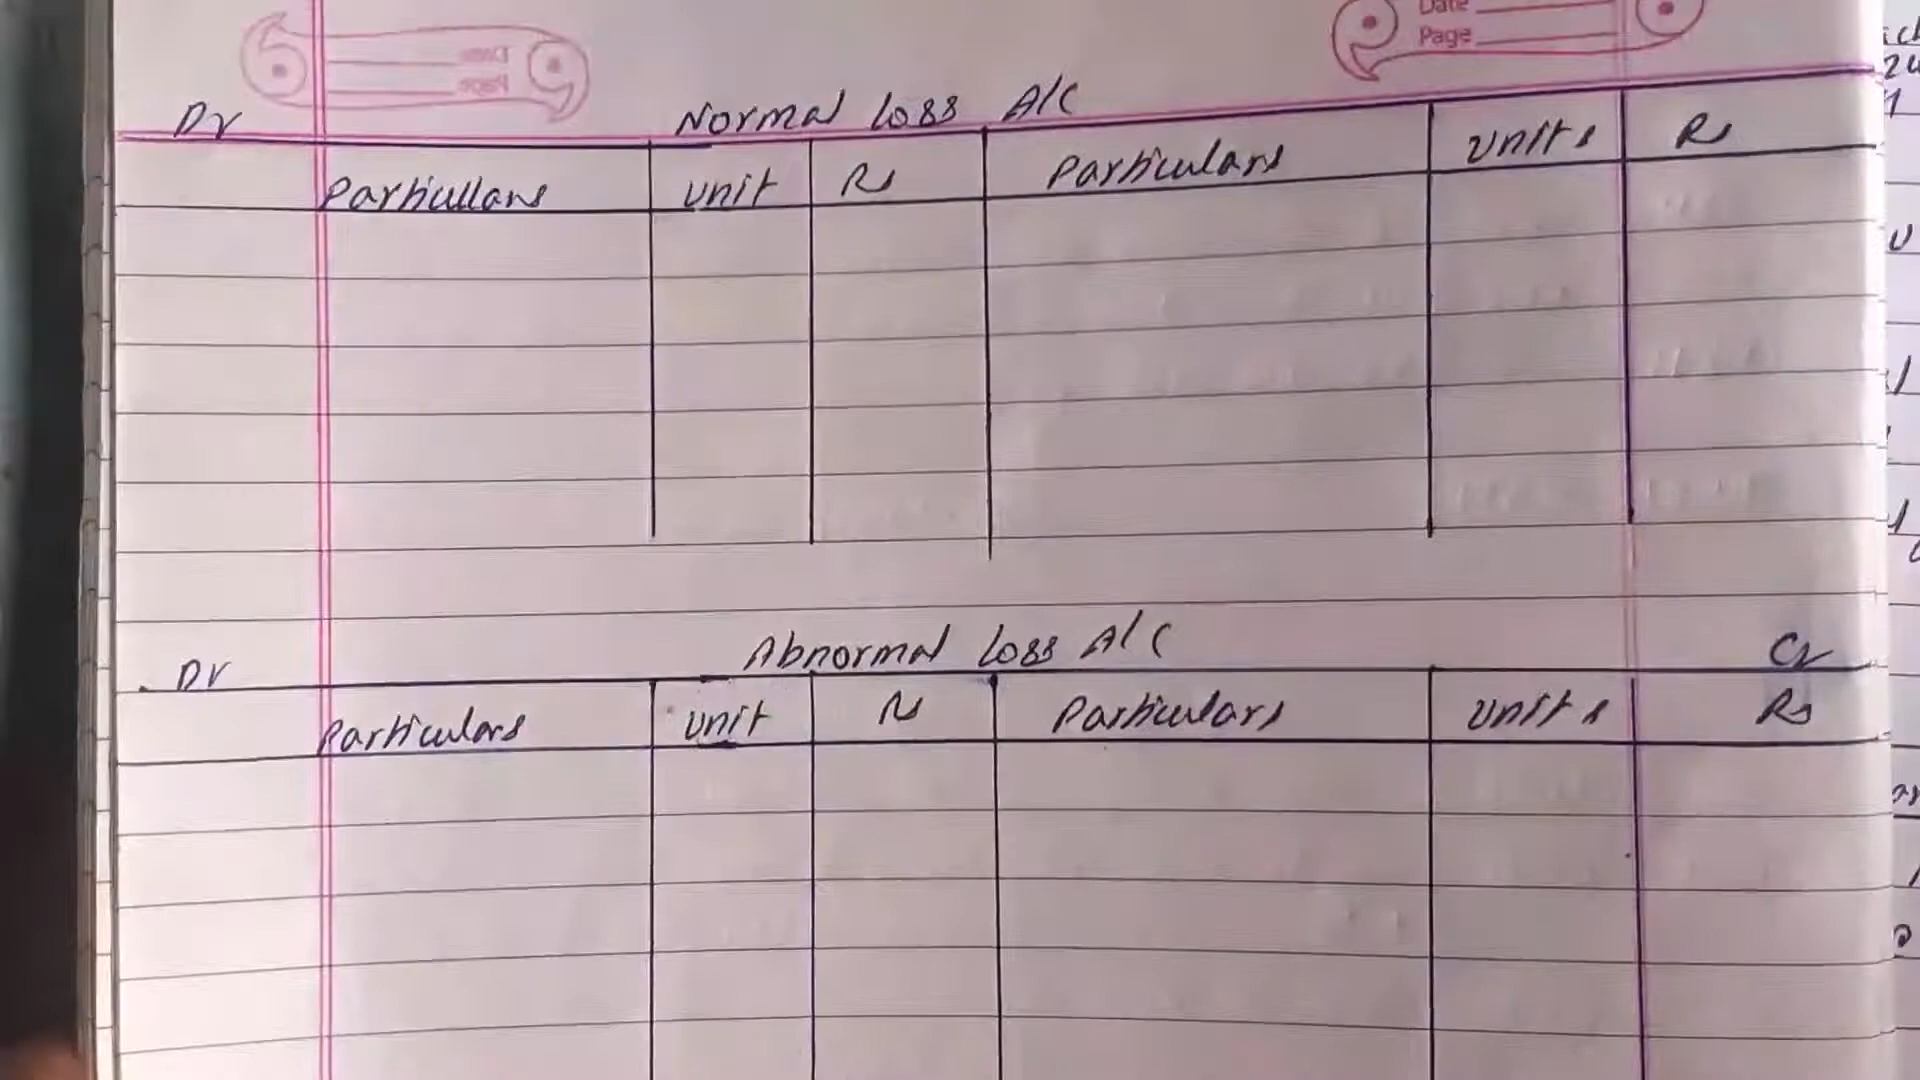 Date
Page
Dr Normal loss A/C
Particullars unit Rs Particulars units Rs
Abnormal loss A/C Cr
Dr
Particulars unit Rs Particulars units Rs